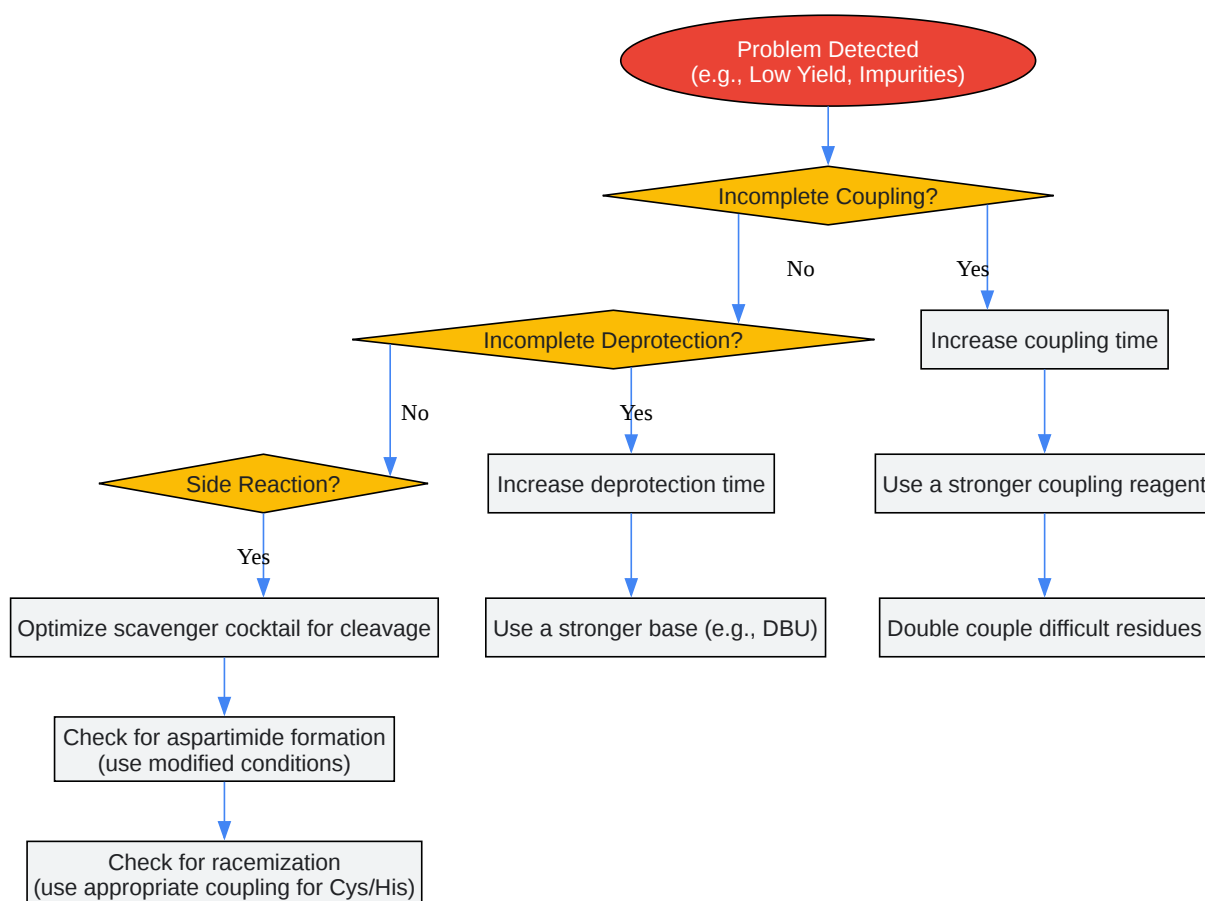 Problem Detected
(e.g., Low Yield, Impurities)
Incomplete Coupling?
No
Yes
Incomplete Deprotection?
Increase coupling time
No
Yes
Side Reaction?
Increase deprotection time
Use a stronger coupling reagent
Yes
Optimize scavenger cocktail for cleavage
Use a stronger base (e.g., DBU)
Double couple difficult residues
Check for aspartimide formation
(use modified conditions)
Check for racemization
(use appropriate coupling for Cys/His)